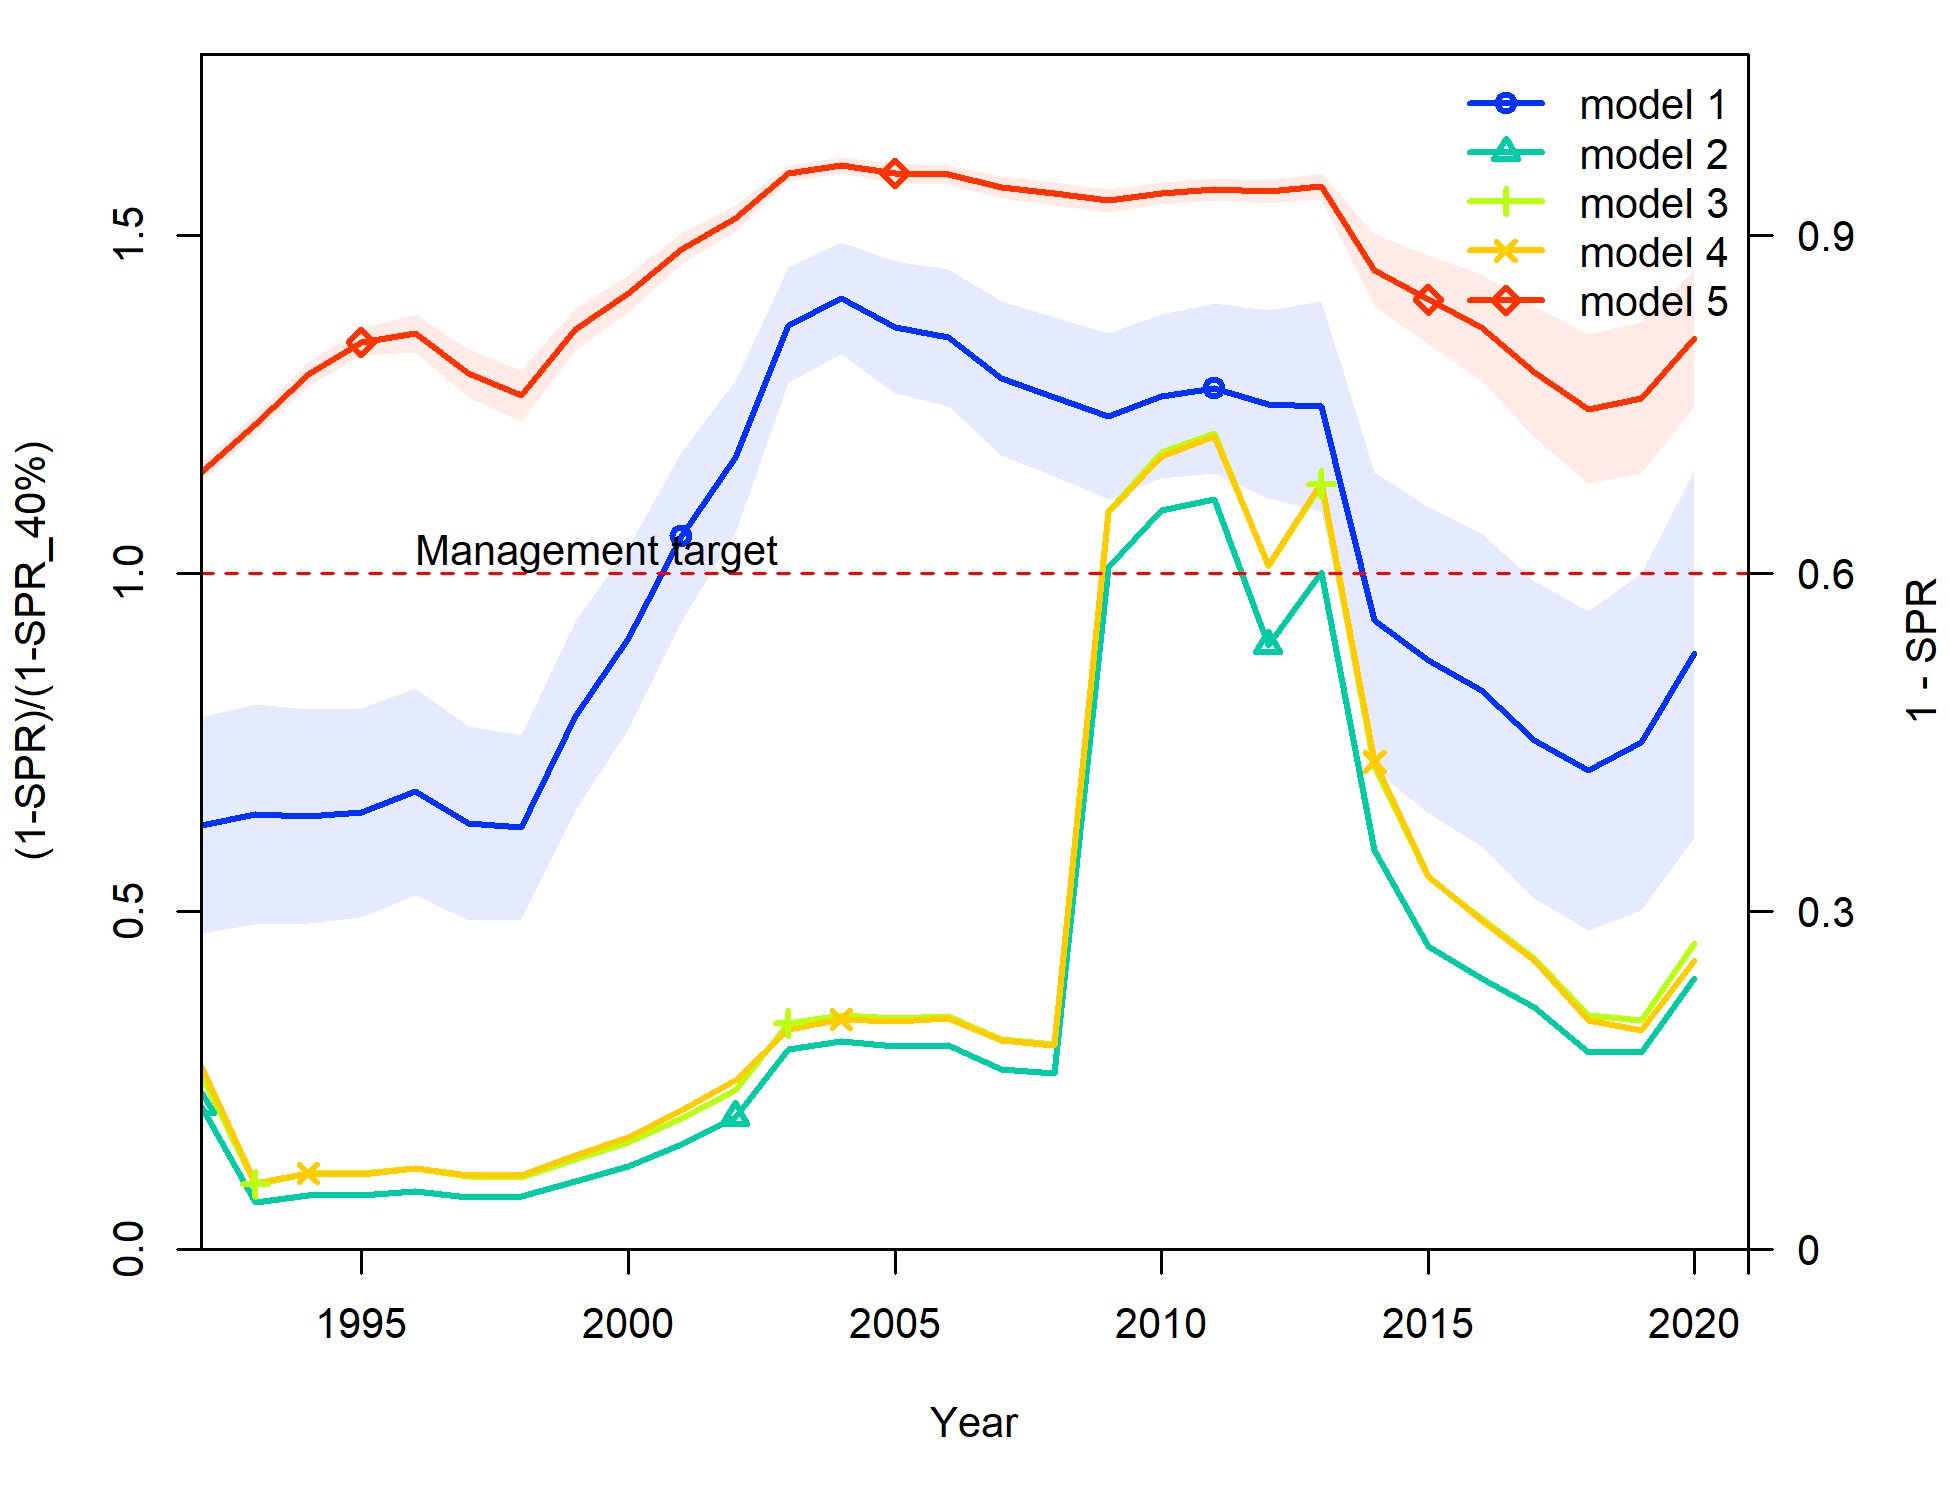 model 1
model 2
model 3
model 4
model 5
Management target
(1-SPR)/(1-SPR_40%)
0.0
0.5
1.0
1.5
1 - SPR
0
0.3
0.6
0.9
1995
2000
2005
2010
2015
2020
Year